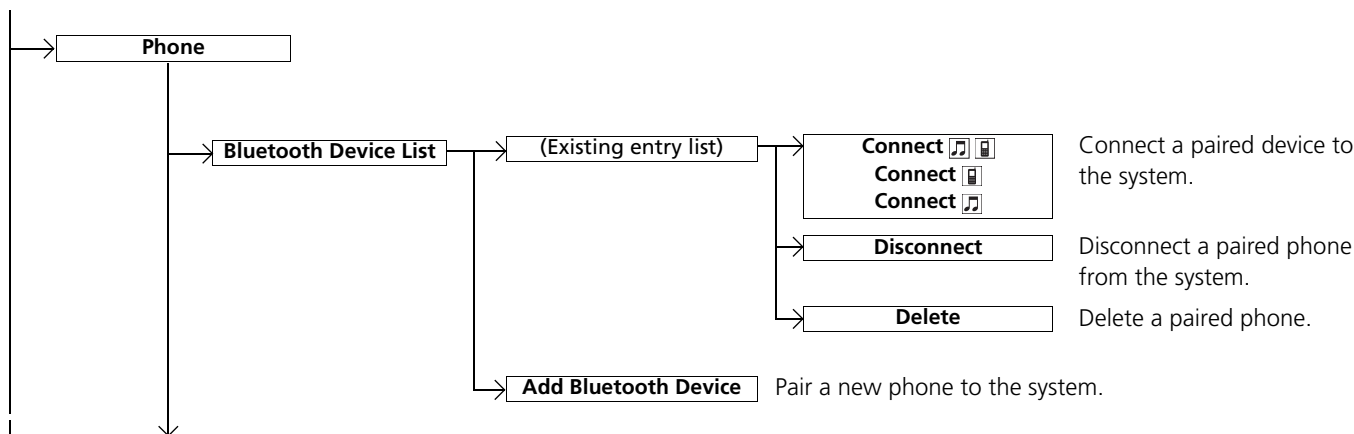 Phone
Bluetooth Device List
(Existing entry list)
Connect
Connect
Connect
Connect a paired device to
the system.
Disconnect
Disconnect a paired phone
from the system.
Delete
Delete a paired phone.
Add Bluetooth Device
Pair a new phone to the system.